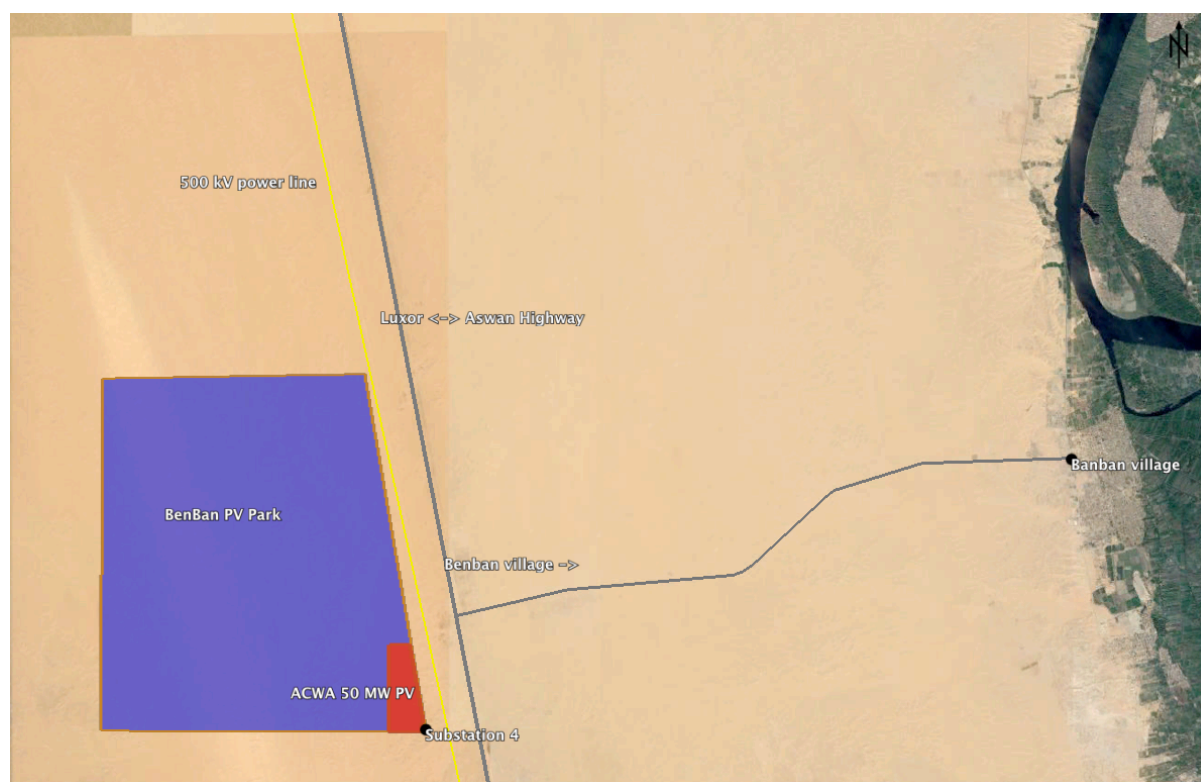 N
500 kV power line
Luxor <-> Aswan Highway
Banban village
BenBan PV Park
Benban village ->
ACWA 50 MW PV
Substation 4